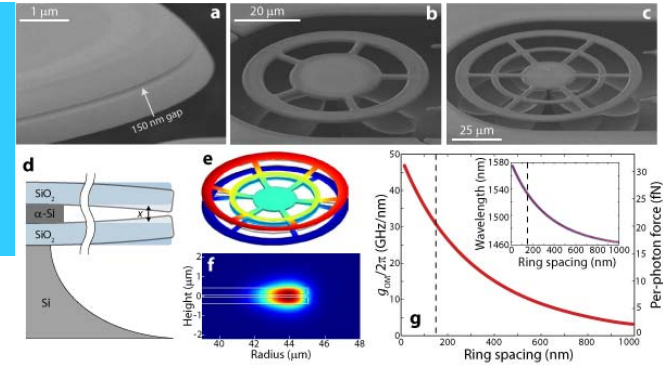 1 μm
a
150 nm gap
20 μm
b
c
25 μm
d
SiO2
α-Si
SiO2
x
Si
e
f
Height (μm)
2
1
0
-1
-2
40 42 44 46 48
Radius (μm)
g
gOM/2π (GHz/nm)
50
40
30
20
10
0
0 200 400 600 800 1000
Ring spacing (nm)
Per-photon force (fN)
30
25
20
15
10
5
0
Wavelength (nm)
1580
1540
1500
1460
0 200 400 600 800 1000
Ring spacing (nm)